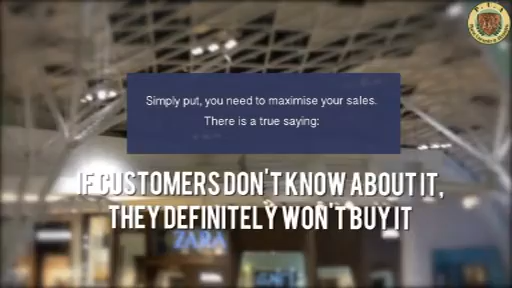 Simply put, you need to maximise your sales.
There is a true saying:
IF CUSTOMERS DON'T KNOW ABOUT IT,
THEY DEFINITELY WON'T BUY IT
ZARA